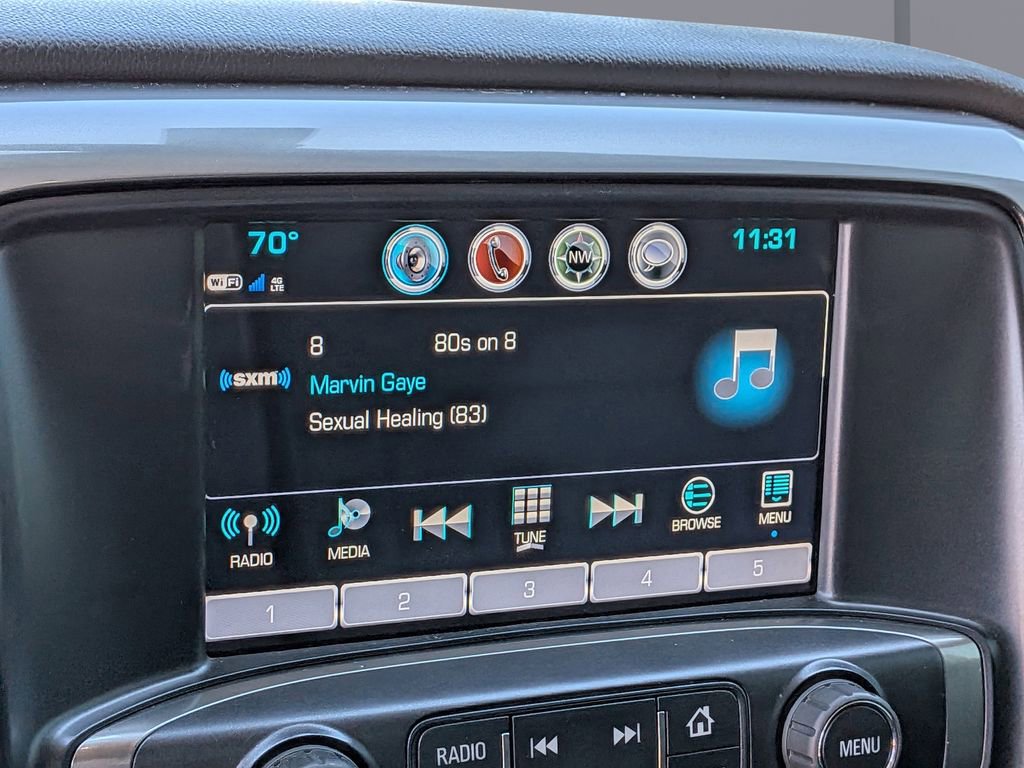 70° 11:31
NW
WiFi 4G LTE
8 80s on 8
sxm
Marvin Gaye
Sexual Healing (83)
RADIO MEDIA TUNE BROWSE MENU
1 2 3 4 5
RADIO MENU